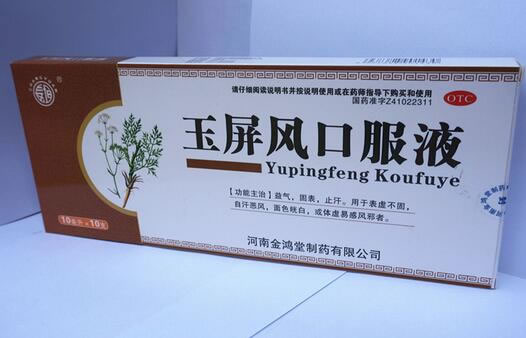 请仔细阅读说明书并按说明使用或在药师指导下购买和使用
国药准字Z41022311
OTC
玉屏风口服液
Yupingfeng Koufuye
【功能主治】益气，固表，止汗。用于表虚不固，
自汗恶风，面色㿠白，或体虚易感风邪者。
10毫升×10支
河南金鸿堂制药有限公司